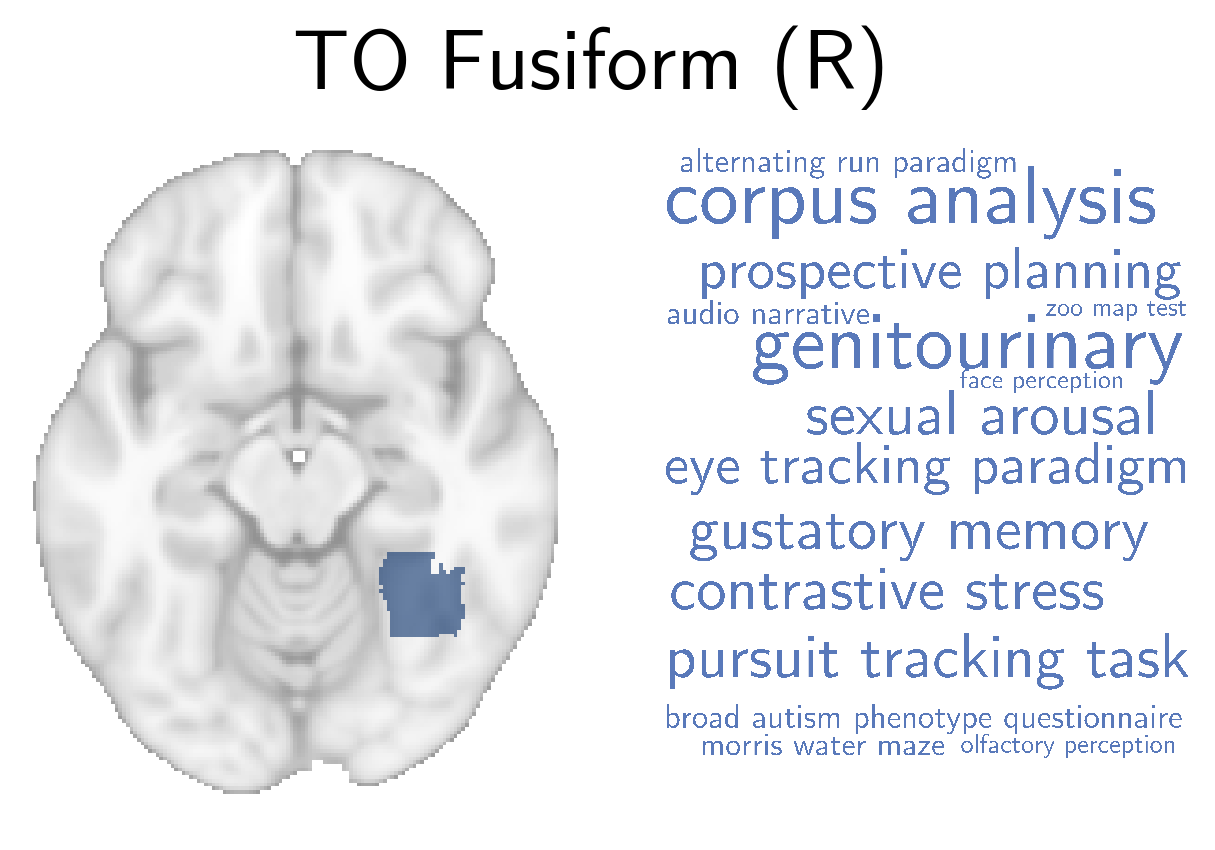 TO Fusiform (R)
alternating run paradigm
corpus analysis
prospective planning
audio narrative
zoo map test
genitourinary
face perception
sexual arousal
eye tracking paradigm
gustatory memory
contrastive stress
pursuit tracking task
broad autism phenotype questionnaire
morris water maze
olfactory perception